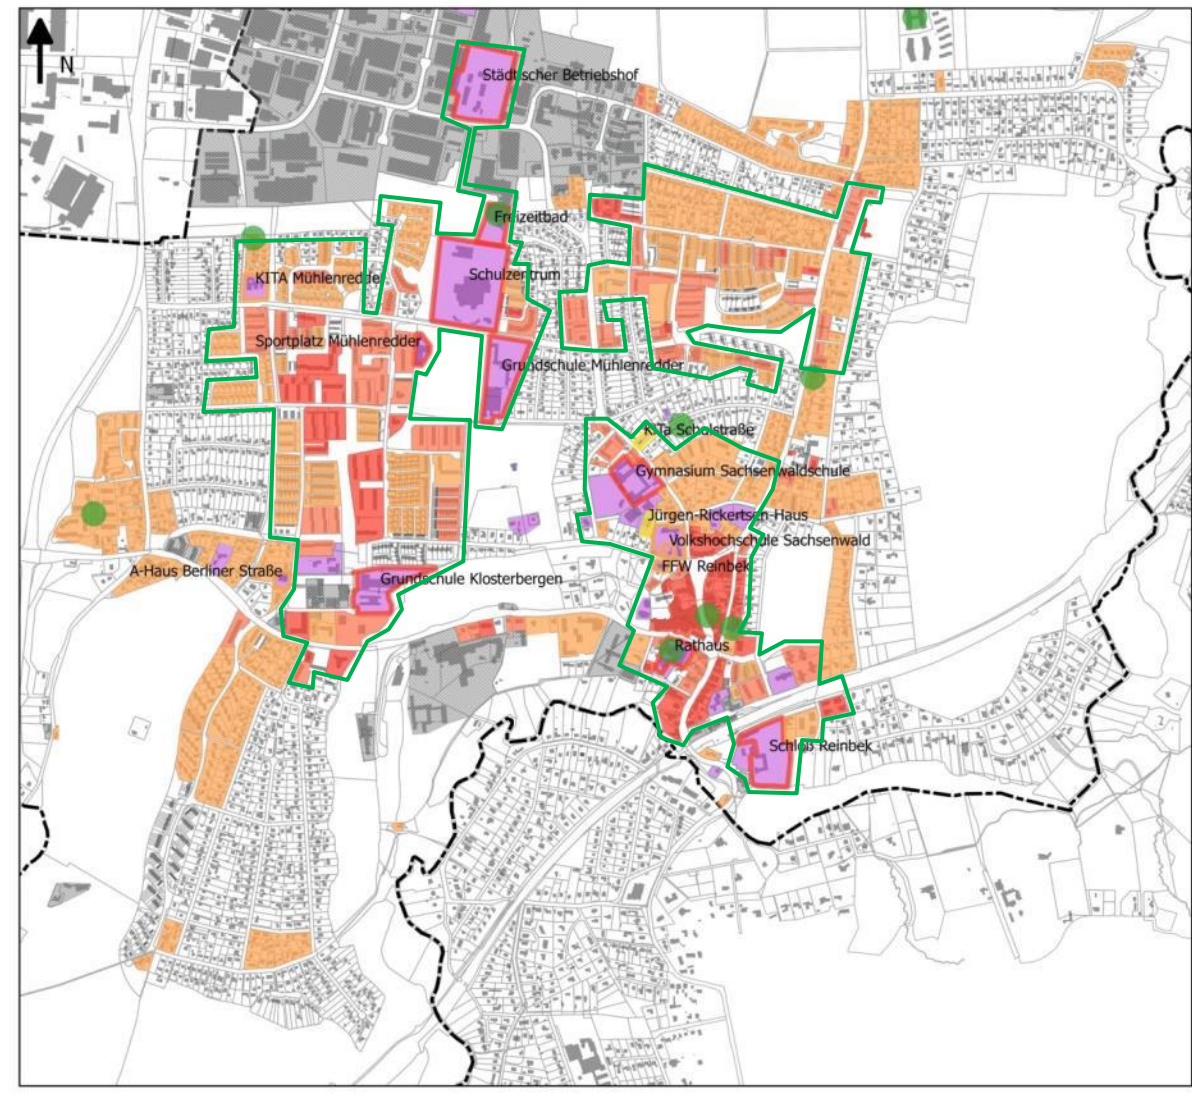 N
Städtischer Betriebshof
Freizeitbad
KITA Mühlenredder
Schulzentrum
Sportplatz Mühlenredder
Grundschule Mühlenredder
KiTa Schulstraße
Gymnasium Sachsenwaldschule
Jürgen-Rickertsen-Haus
Volkshochschule Sachsenwald
FFW Reinbek
A-Haus Berliner Straße
Grundschule Klosterbergen
Rathaus
Schloß Reinbek